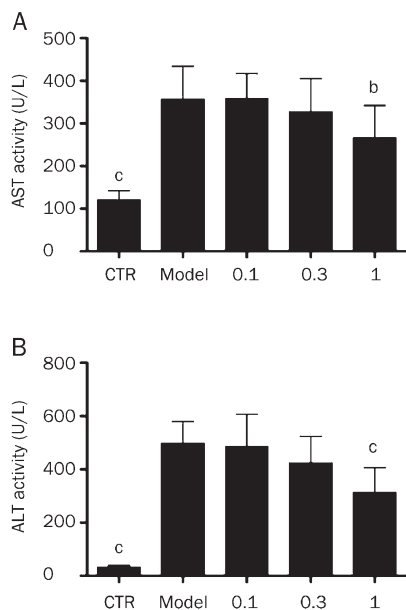 A
500
400
300
200
100
0
AST activity (U/L)
c
b
CTR Model 0.1 0.3 1
B
800
600
400
200
0
ALT activity (U/L)
c
c
CTR Model 0.1 0.3 1